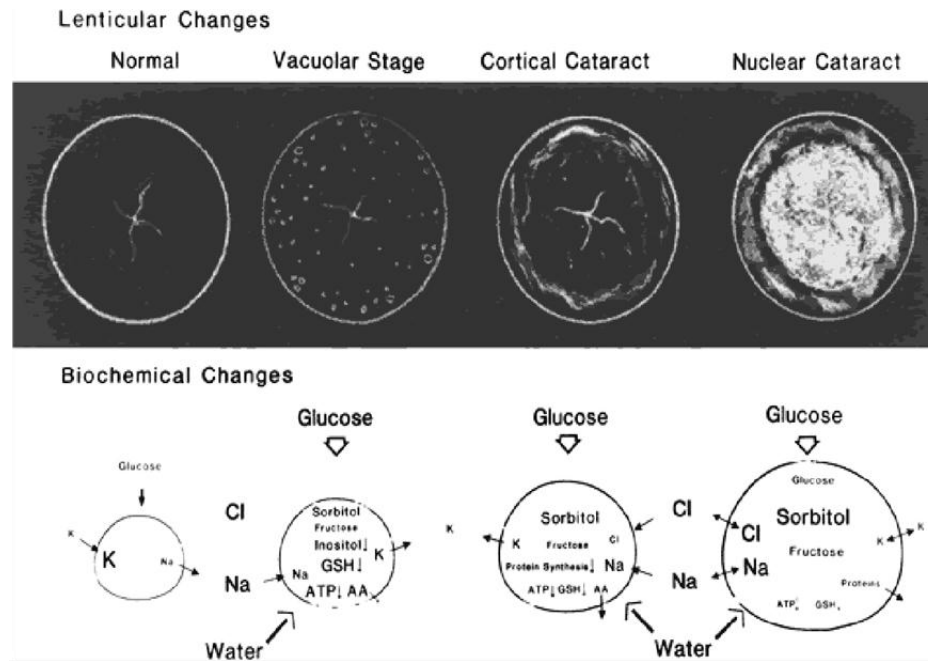 Lenticular Changes
Normal Vacuolar Stage Cortical Cataract Nuclear Cataract
Biochemical Changes
Glucose
K
K
Na
Cl
Na
Glucose
Sorbitol
Fructose
Inositol↓
GSH↓
Na
K
K
ATP↓ AA
Water
Glucose
Sorbitol
Fructose
Cl
K
K
Protein Synthesis↓
Na
ATP↓ GSH↓ AA
Cl
Na
Water
Glucose
Glucose
Sorbitol
Cl
Fructose
K
K
Na
Proteins
ATP↓ GSH↓